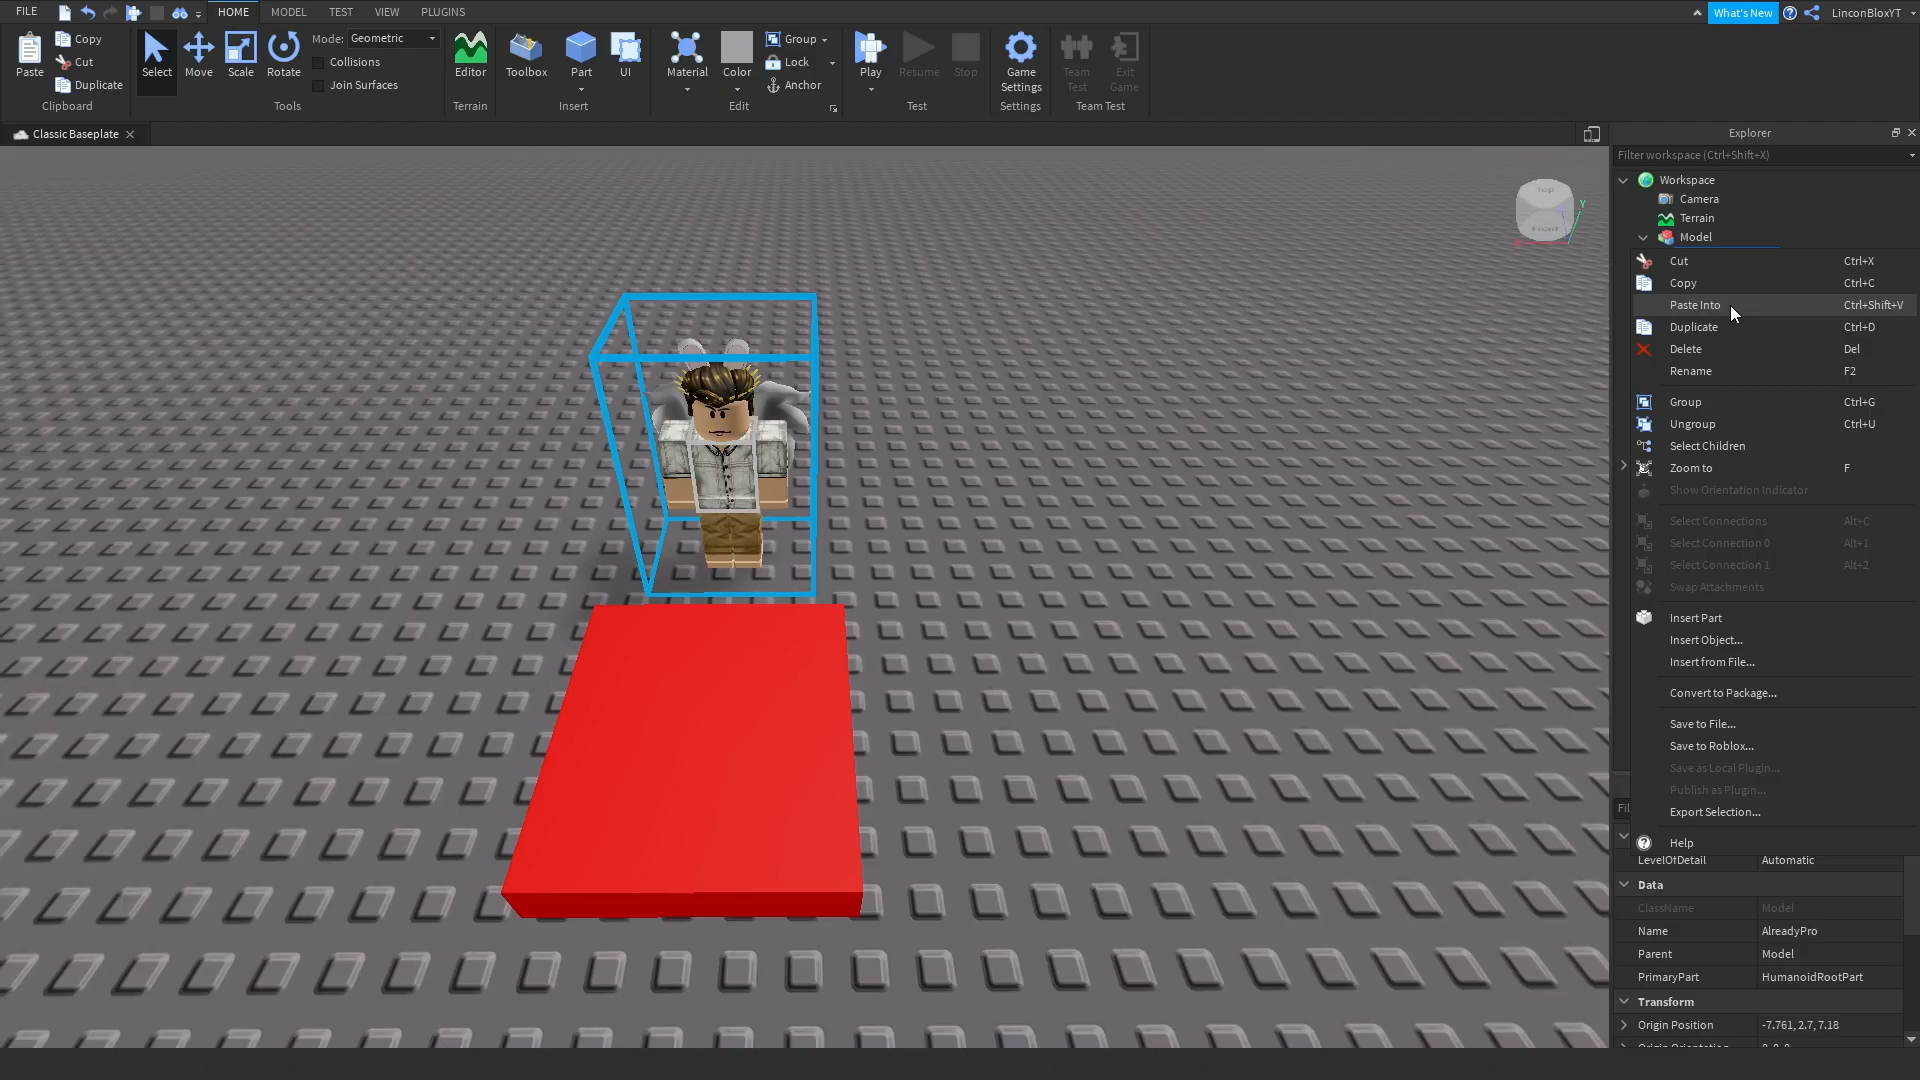 FILE HOME MODEL TEST VIEW PLUGINS What's New LinconBloxYT
Paste Copy Cut Duplicate Clipboard
Select Move Scale Rotate Mode: Geometric Collisions Join Surfaces Tools
Editor Terrain
Toolbox Part UI Insert
Material Color Group Lock Anchor Edit
Play Resume Stop Test
Game Settings Settings
Team Test Exit Game Team Test
Classic Baseplate
Explorer
Filter workspace (Ctrl+Shift+X)
Workspace
Camera
Terrain
Model
Top
Y
Front
Cut Ctrl+X
Copy Ctrl+C
Paste Into Ctrl+Shift+V
Duplicate Ctrl+D
Delete Del
Rename F2
Group Ctrl+G
Ungroup Ctrl+U
Select Children
Zoom to F
Show Orientation Indicator
Select Connections Alt+C
Select Connection 0 Alt+1
Select Connection 1 Alt+2
Swap Attachments
Insert Part
Insert Object...
Insert from File...
Convert to Package...
Save to File...
Save to Roblox...
Save as Local Plugin...
Publish as Plugin...
Export Selection...
Fil
Help
LevelOfDetail Automatic
Data
ClassName Model
Name AlreadyPro
Parent Model
PrimaryPart HumanoidRootPart
Transform
Origin Position -7.761, 2.7, 7.18